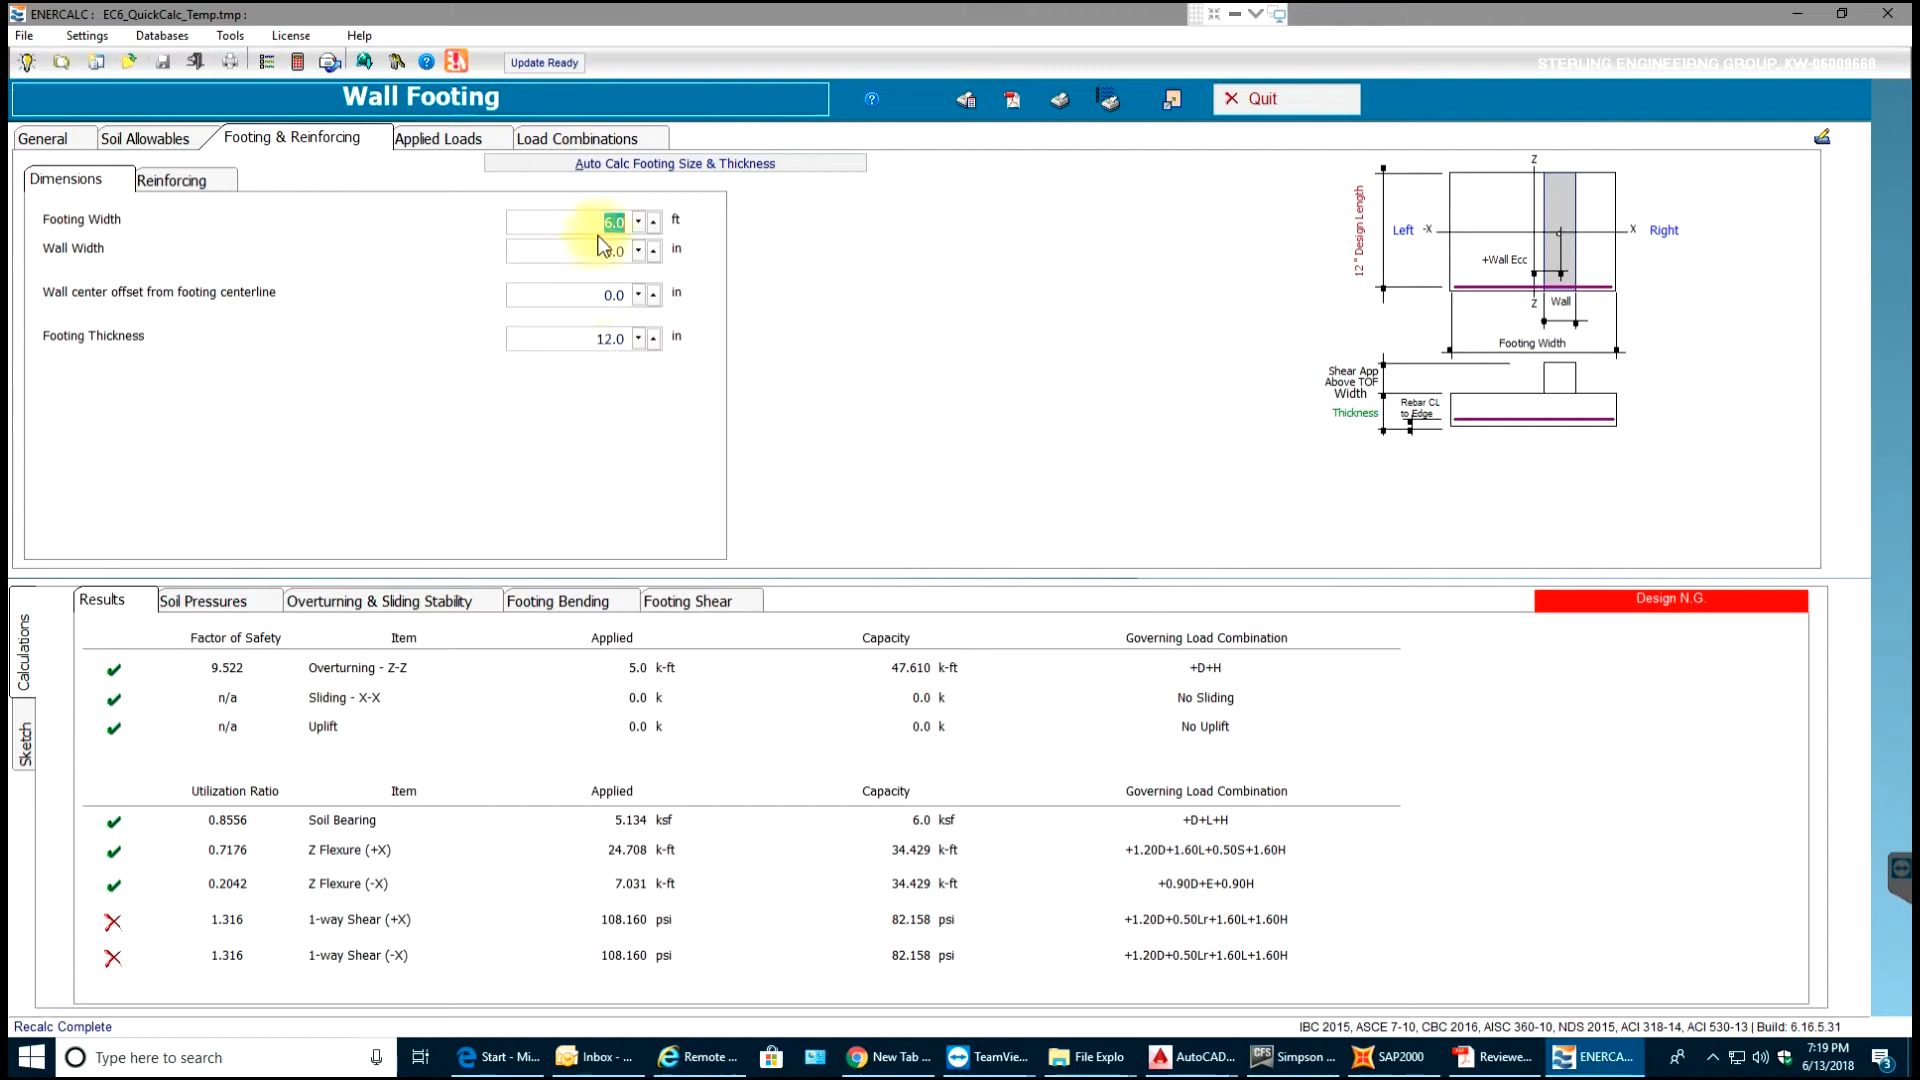 ENERCALC : EC6_QuickCalc_Temp.tmp :
File Settings Databases Tools License Help
Update Ready
STERLING ENGINEEIRNG GROUP, KW-06009668
Wall Footing
Quit
General Soil Allowables Footing & Reinforcing Applied Loads Load Combinations
Auto Calc Footing Size & Thickness
Dimensions Reinforcing
Footing Width 6.0 ft
Wall Width .0 in
Wall center offset from footing centerline 0.0 in
Footing Thickness 12.0 in
Z
12 " Design Length
Left -X X Right
+Wall Ecc
Z Wall
Footing Width
Shear App
Above TOF
Width
Rebar CL
to Edge
Thickness
Calculations
Sketch
Results Soil Pressures Overturning & Sliding Stability Footing Bending Footing Shear
Design N.G.
Factor of Safety Item Applied Capacity Governing Load Combination
9.522 Overturning - Z-Z 5.0 k-ft 47.610 k-ft +D+H
n/a Sliding - X-X 0.0 k 0.0 k No Sliding
n/a Uplift 0.0 k 0.0 k No Uplift
Utilization Ratio Item Applied Capacity Governing Load Combination
0.8556 Soil Bearing 5.134 ksf 6.0 ksf +D+L+H
0.7176 Z Flexure (+X) 24.708 k-ft 34.429 k-ft +1.20D+1.60L+0.50S+1.60H
0.2042 Z Flexure (-X) 7.031 k-ft 34.429 k-ft +0.90D+E+0.90H
1.316 1-way Shear (+X) 108.160 psi 82.158 psi +1.20D+0.50Lr+1.60L+1.60H
1.316 1-way Shear (-X) 108.160 psi 82.158 psi +1.20D+0.50Lr+1.60L+1.60H
Recalc Complete
IBC 2015, ASCE 7-10, CBC 2016, AISC 360-10, NDS 2015, ACI 318-14, ACI 530-13 | Build: 6.16.5.31
Type here to search
Start - Mi... Inbox - ... Remote ... New Tab ... TeamVie... File Explo AutoCAD... CFS Simpson ... SAP2000 Reviewe... ENERCA...
7:19 PM
6/13/2018
3